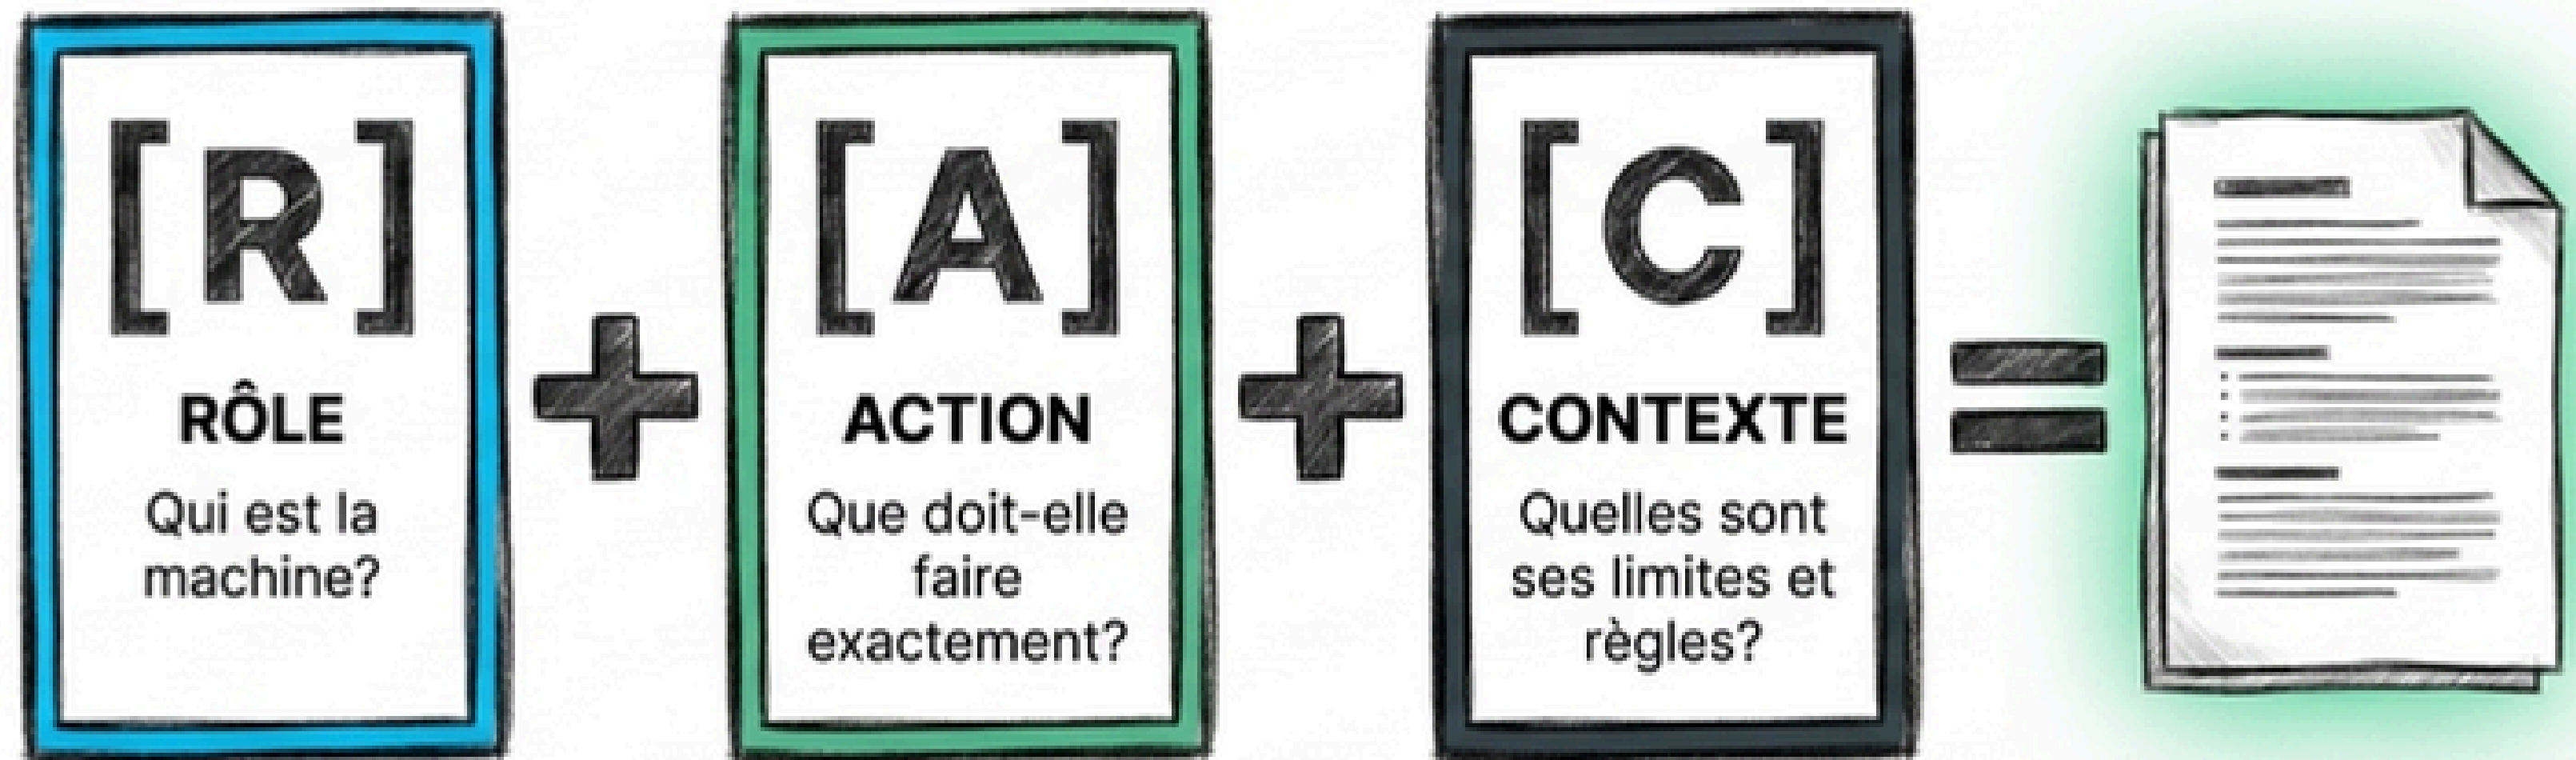 [R]
RÔLE
Qui est la
machine?
+
[A]
ACTION
Que doit-elle
faire
exactement?
+
[C]
CONTEXTE
Quelles sont
ses limites et
règles?
=